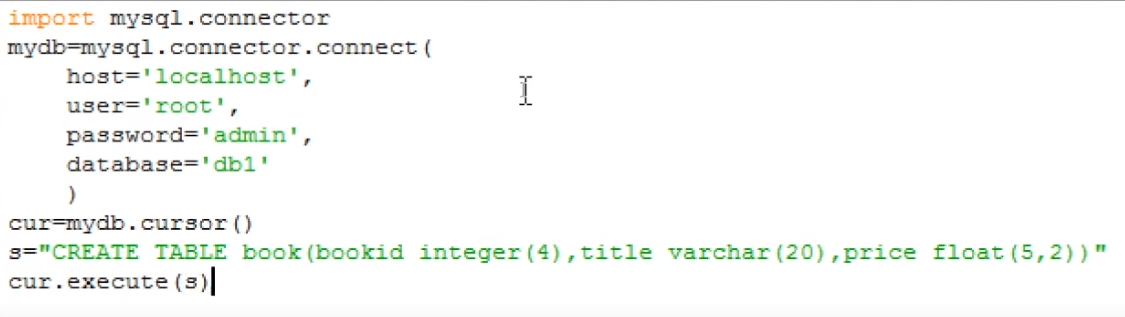 import mysql.connector
mydb=mysql.connector.connect(
    host='localhost',
    user='root',
    password='admin',
    database='db1'
    )
cur=mydb.cursor()
s="CREATE TABLE book(bookid integer(4),title varchar(20),price float(5,2))"
cur.execute(s)